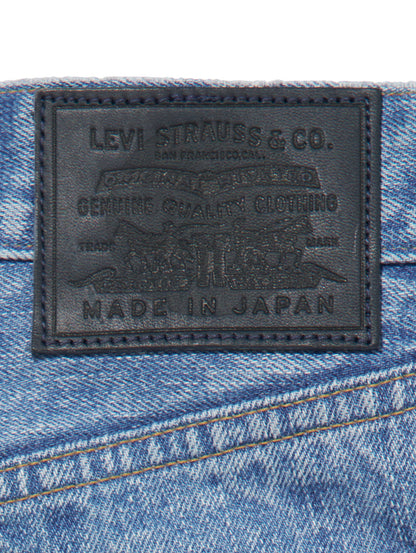 LEVI STRAUSS & CO.
SAN FRANCISCO, CAL.
GENUINE QUALITY CLOTHING
TRADE MARK
MADE IN JAPAN